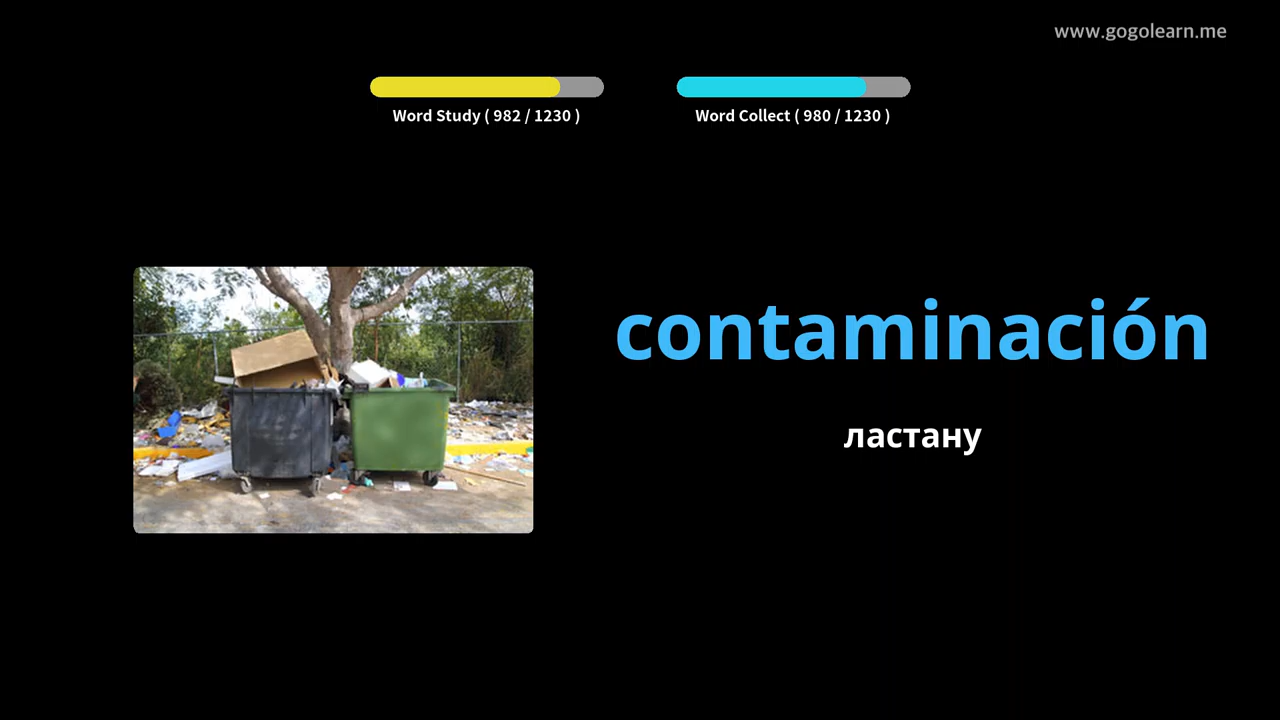 www.gogolearn.me
Word Study ( 982 / 1230 )
Word Collect ( 980 / 1230 )
contaminación
ластану